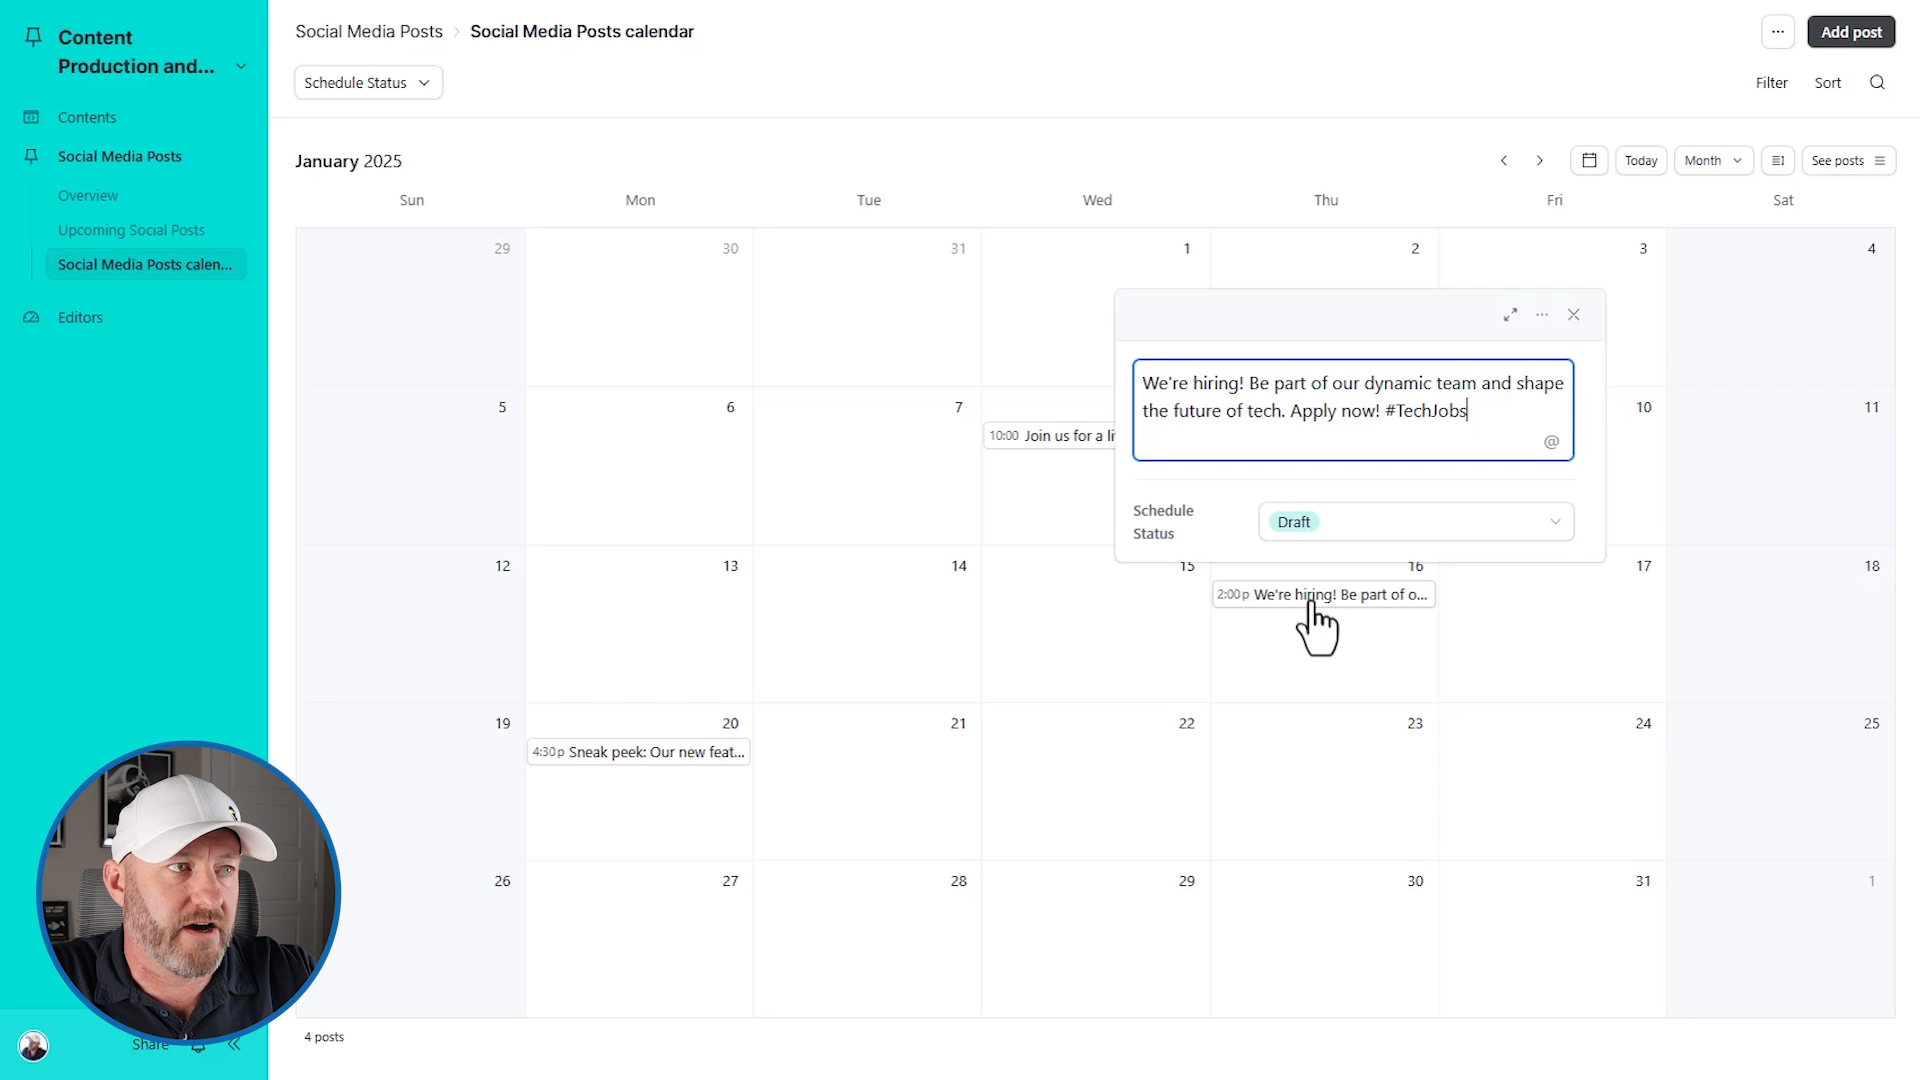 Content
Production and...
Contents
Social Media Posts
Overview
Upcoming Social Posts
Social Media Posts calen...
Editors
Share
Social Media Posts > Social Media Posts calendar
Add post
Schedule Status
Filter
Sort
January 2025
Today
Month
See posts
Sun Mon Tue Wed Thu Fri Sat
29 30 31 1 2 3 4
We're hiring! Be part of our dynamic team and shape
the future of tech. Apply now! #TechJobs
@
Schedule
Status
Draft
5 6 7 10 11
10:00 Join us for a li
12 13 14 15 16 17 18
2:00p We're hiring! Be part of o...
19 20 21 22 23 24 25
4:30p Sneak peek: Our new feat...
26 27 28 29 30 31 1
4 posts